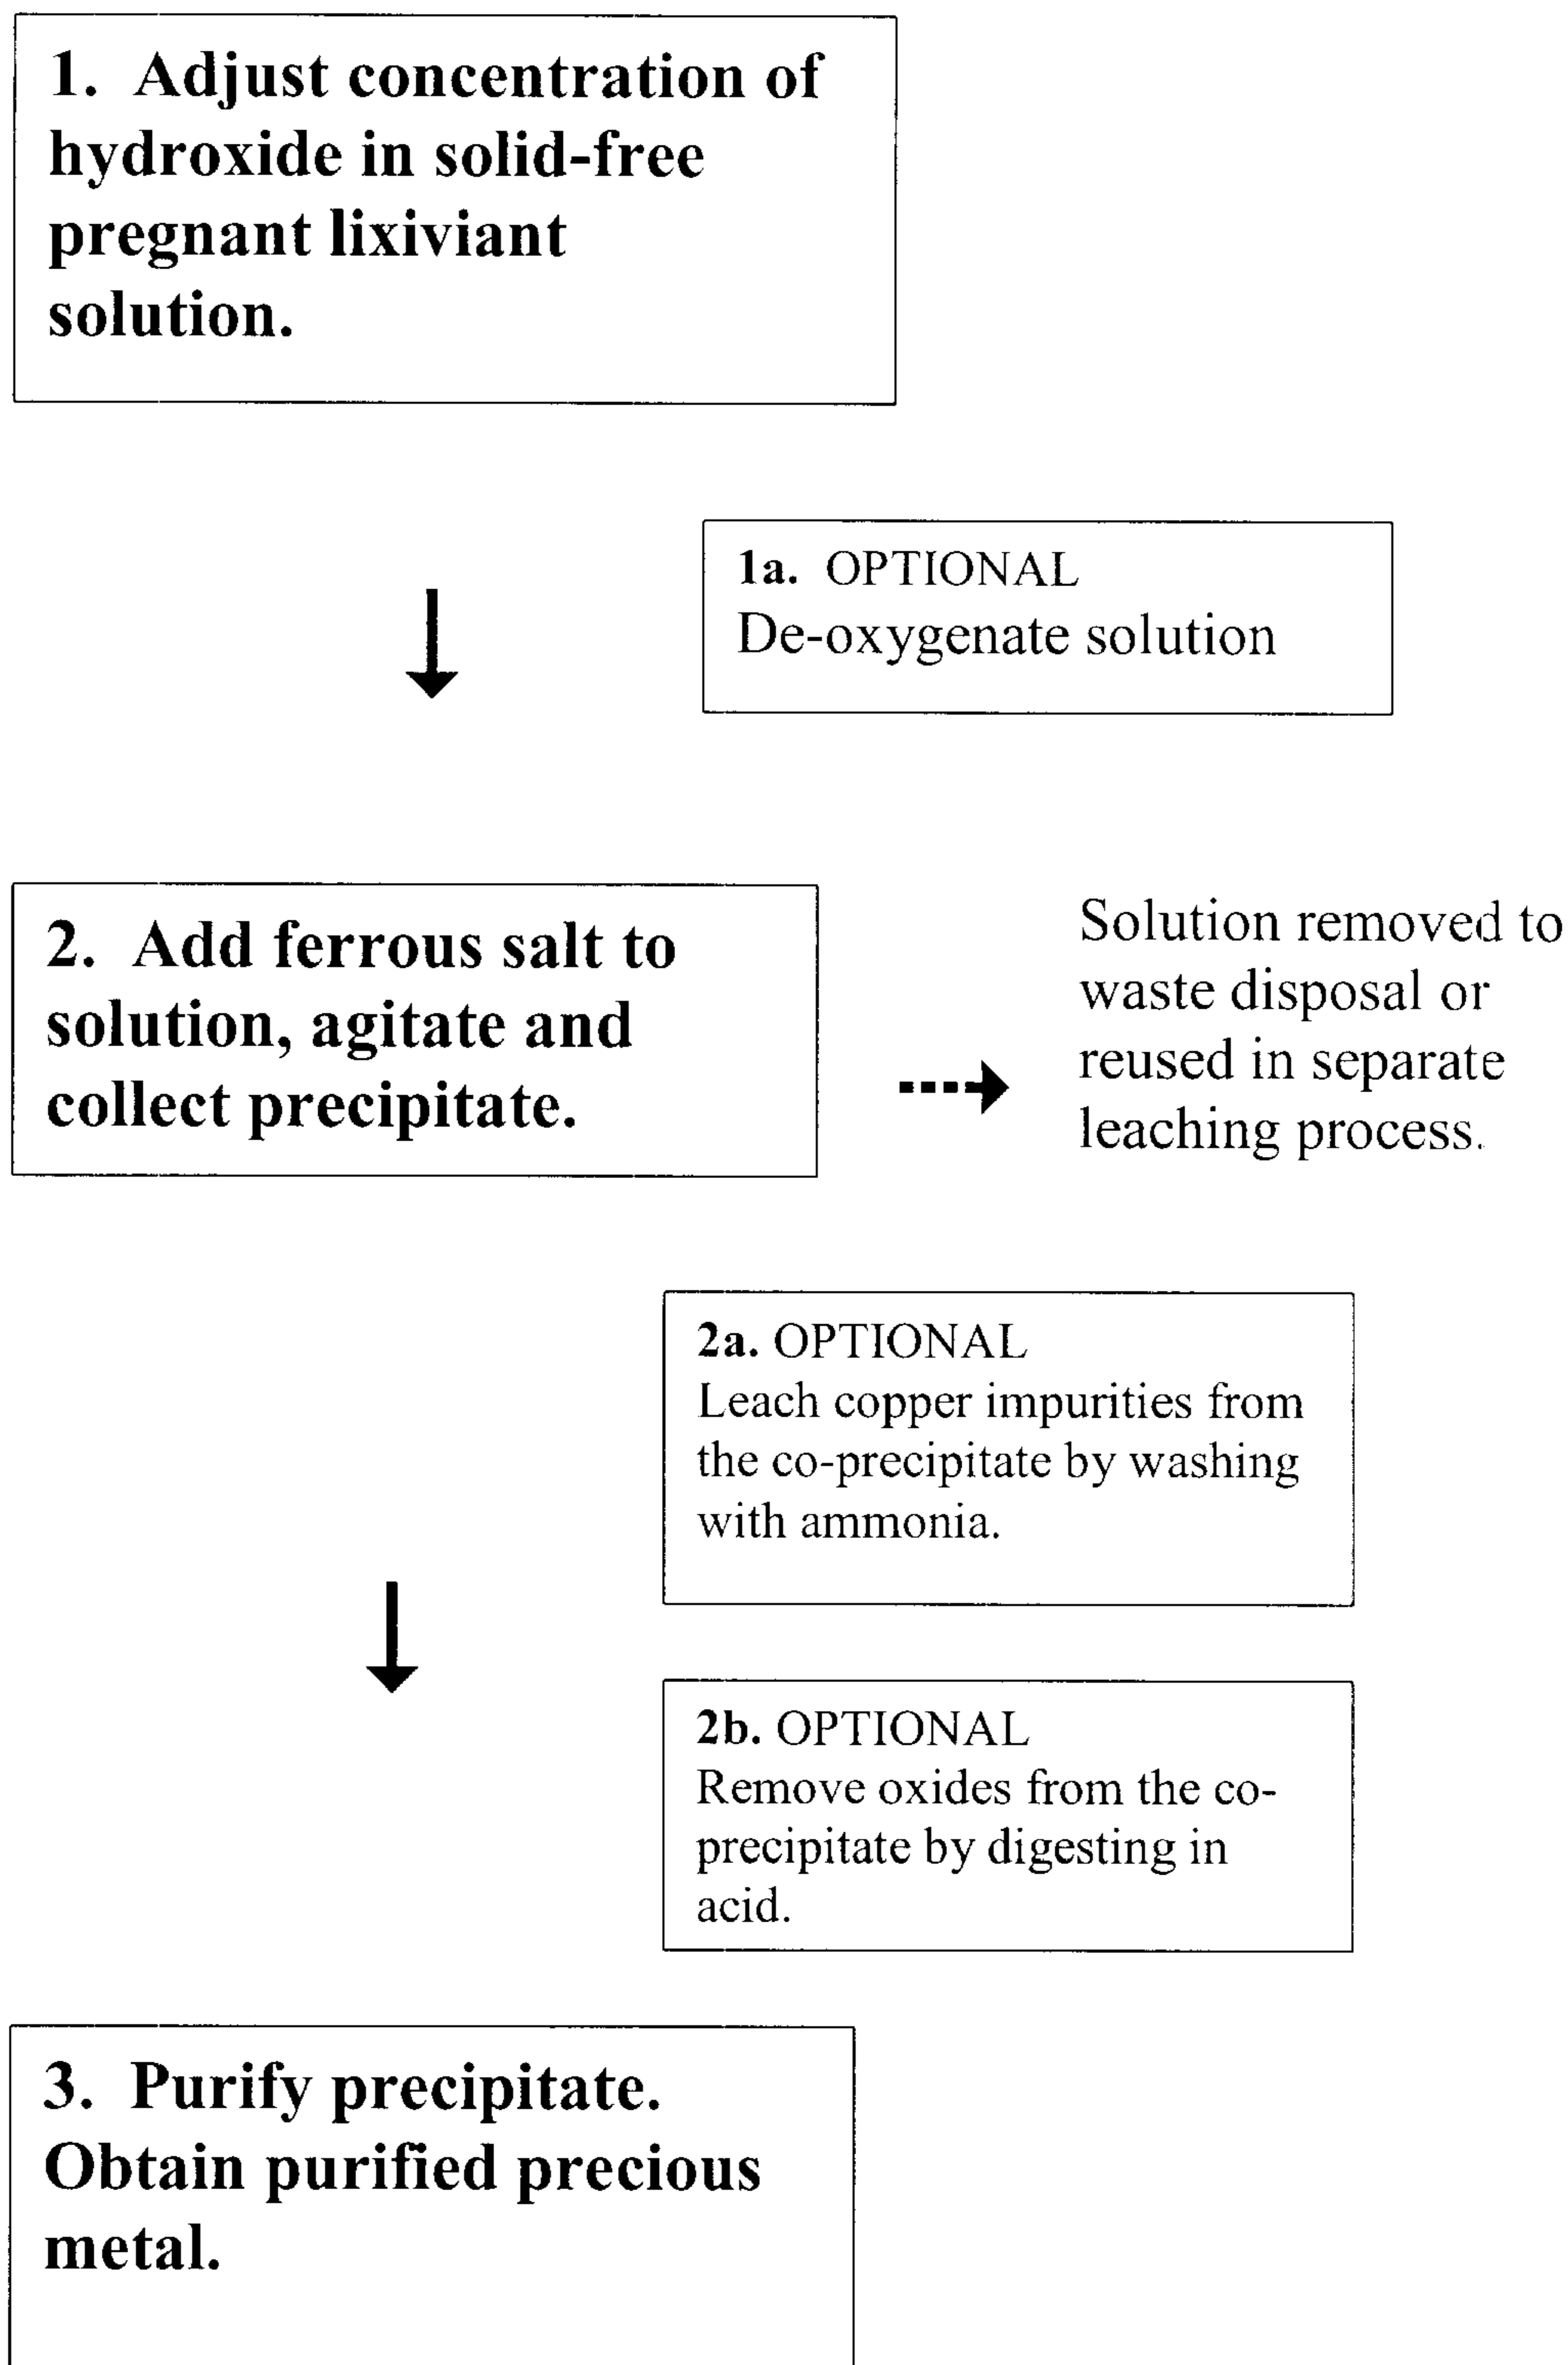 1. Adjust concentration of
hydroxide in solid-free
pregnant lixiviant
solution.
1a. OPTIONAL
De-oxygenate solution
2. Add ferrous salt to
solution, agitate and
collect precipitate.
Solution removed to
waste disposal or
reused in separate
leaching process.
2a. OPTIONAL
Leach copper impurities from
the co-precipitate by washing
with ammonia.
2b. OPTIONAL
Remove oxides from the co-
precipitate by digesting in
acid.
3. Purify precipitate.
Obtain purified precious
metal.